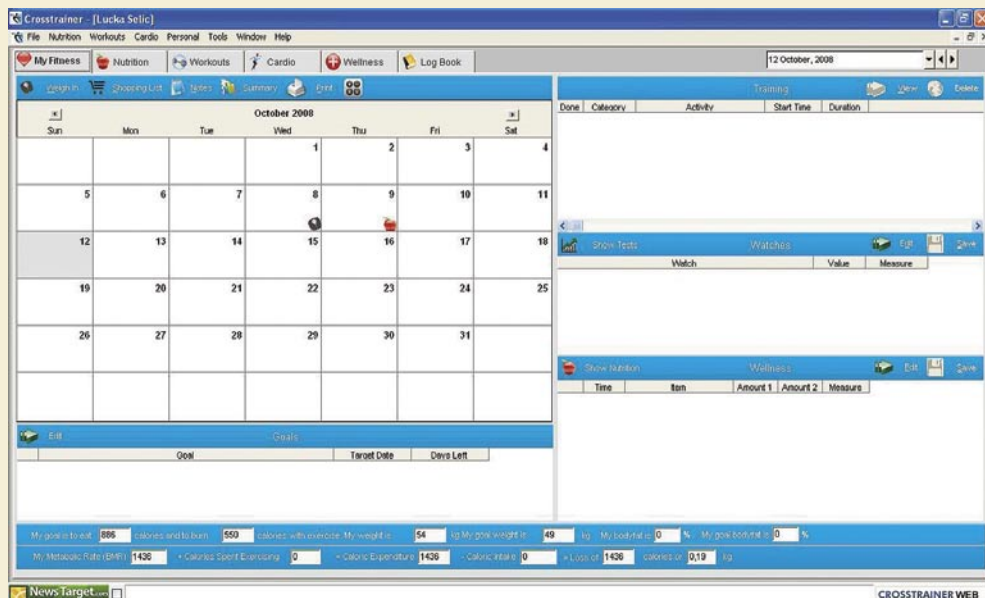 Crosstrainer - [Lucka Selic]
File Nutrition Workouts Cardio Personal Tools Window Help
My Fitness Nutrition Workouts Cardio Wellness Log Book 12 October, 2008
Weigh In Shopping List Notes Summary Print
Training View Delete
Done Category Activity Start Time Duration
October 2008
Sun Mon Tue Wed Thu Fri Sat
1 2 3 4
5 6 7 8 9 10 11
12 13 14 15 16 17 18
19 20 21 22 23 24 25
26 27 28 29 30 31
Show Tests Watches Edit Save
Watch Value Measure
Show Nutrition Wellness Edit Save
Time Item Amount 1 Amount 2 Measure
Edit Goals
Goal Target Date Days Left
My goal is to eat 886 calories and to burn 550 calories with exercise. My weight is 54 kg My goal weight is 49 kg My bodyfat is 0 % My goal bodyfat is 0 %
My Metabolic Rate (BMR) 1436 + Calories Spent Exercising 0 = Caloric Expenditure 1436 - Caloric Intake 0 = Loss of 1436 calories or 0,19 kg
NewsTarget.com CROSSTRAINER WEB